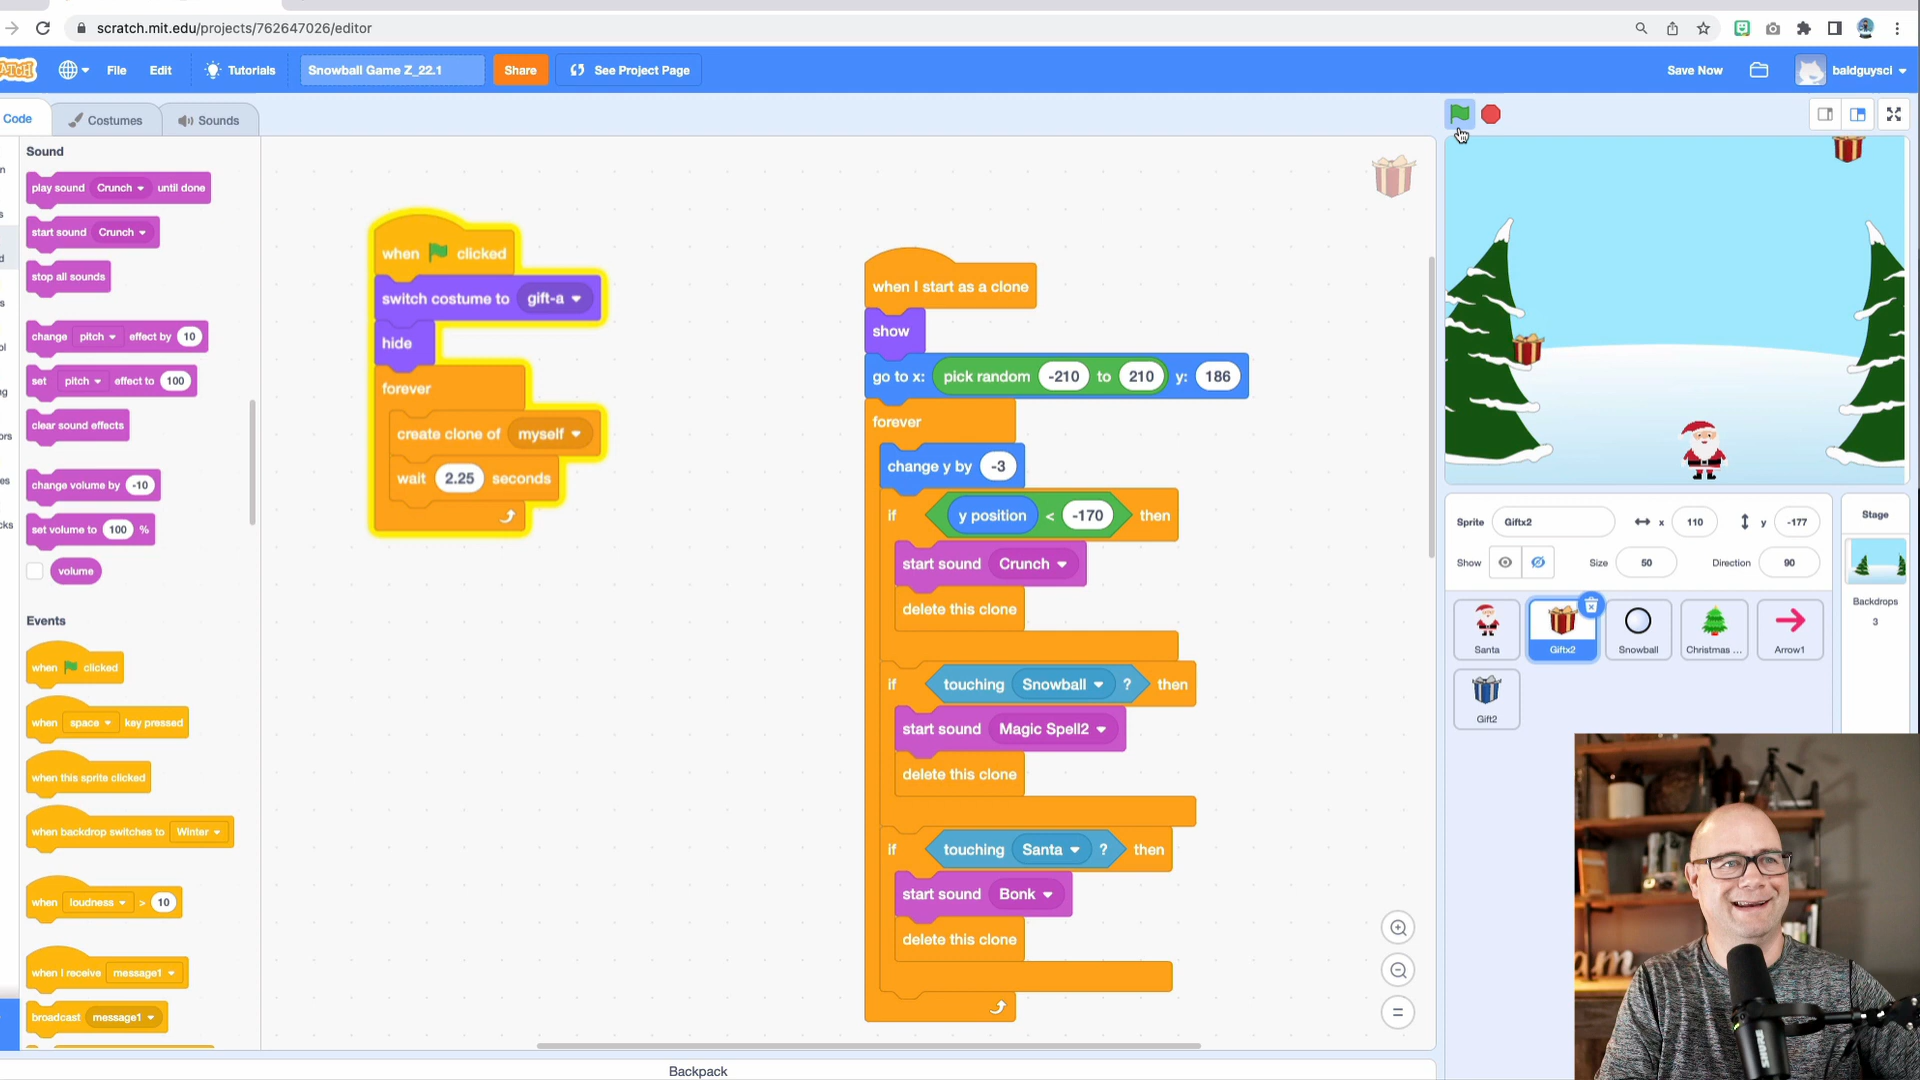 scratch.mit.edu/projects/762647026/editor
File
Edit
Tutorials
Snowball Game Z_22.1
Share
See Project Page
Save Now
baldguysci
Code
Costumes
Sounds
Sound
play sound Crunch until done
start sound Crunch
stop all sounds
change pitch effect by 10
set pitch effect to 100
clear sound effects
change volume by -10
set volume to 100 %
volume
Events
when clicked
when space key pressed
when this sprite clicked
when backdrop switches to Winter
when loudness > 10
when I receive message1
broadcast message1
when clicked
switch costume to gift-a
hide
forever
create clone of myself
wait 2.25 seconds
when I start as a clone
show
go to x: pick random -210 to 210 y: 186
forever
change y by -3
if y position < -170 then
start sound Crunch
delete this clone
if touching Snowball ? then
start sound Magic Spell2
delete this clone
if touching Santa ? then
start sound Bonk
delete this clone
Backpack
Sprite Giftx2 x 110 y -177
Show Size 50 Direction 90
Santa
Giftx2
Snowball
Christmas ...
Arrow1
Gift2
Stage
Backdrops
3